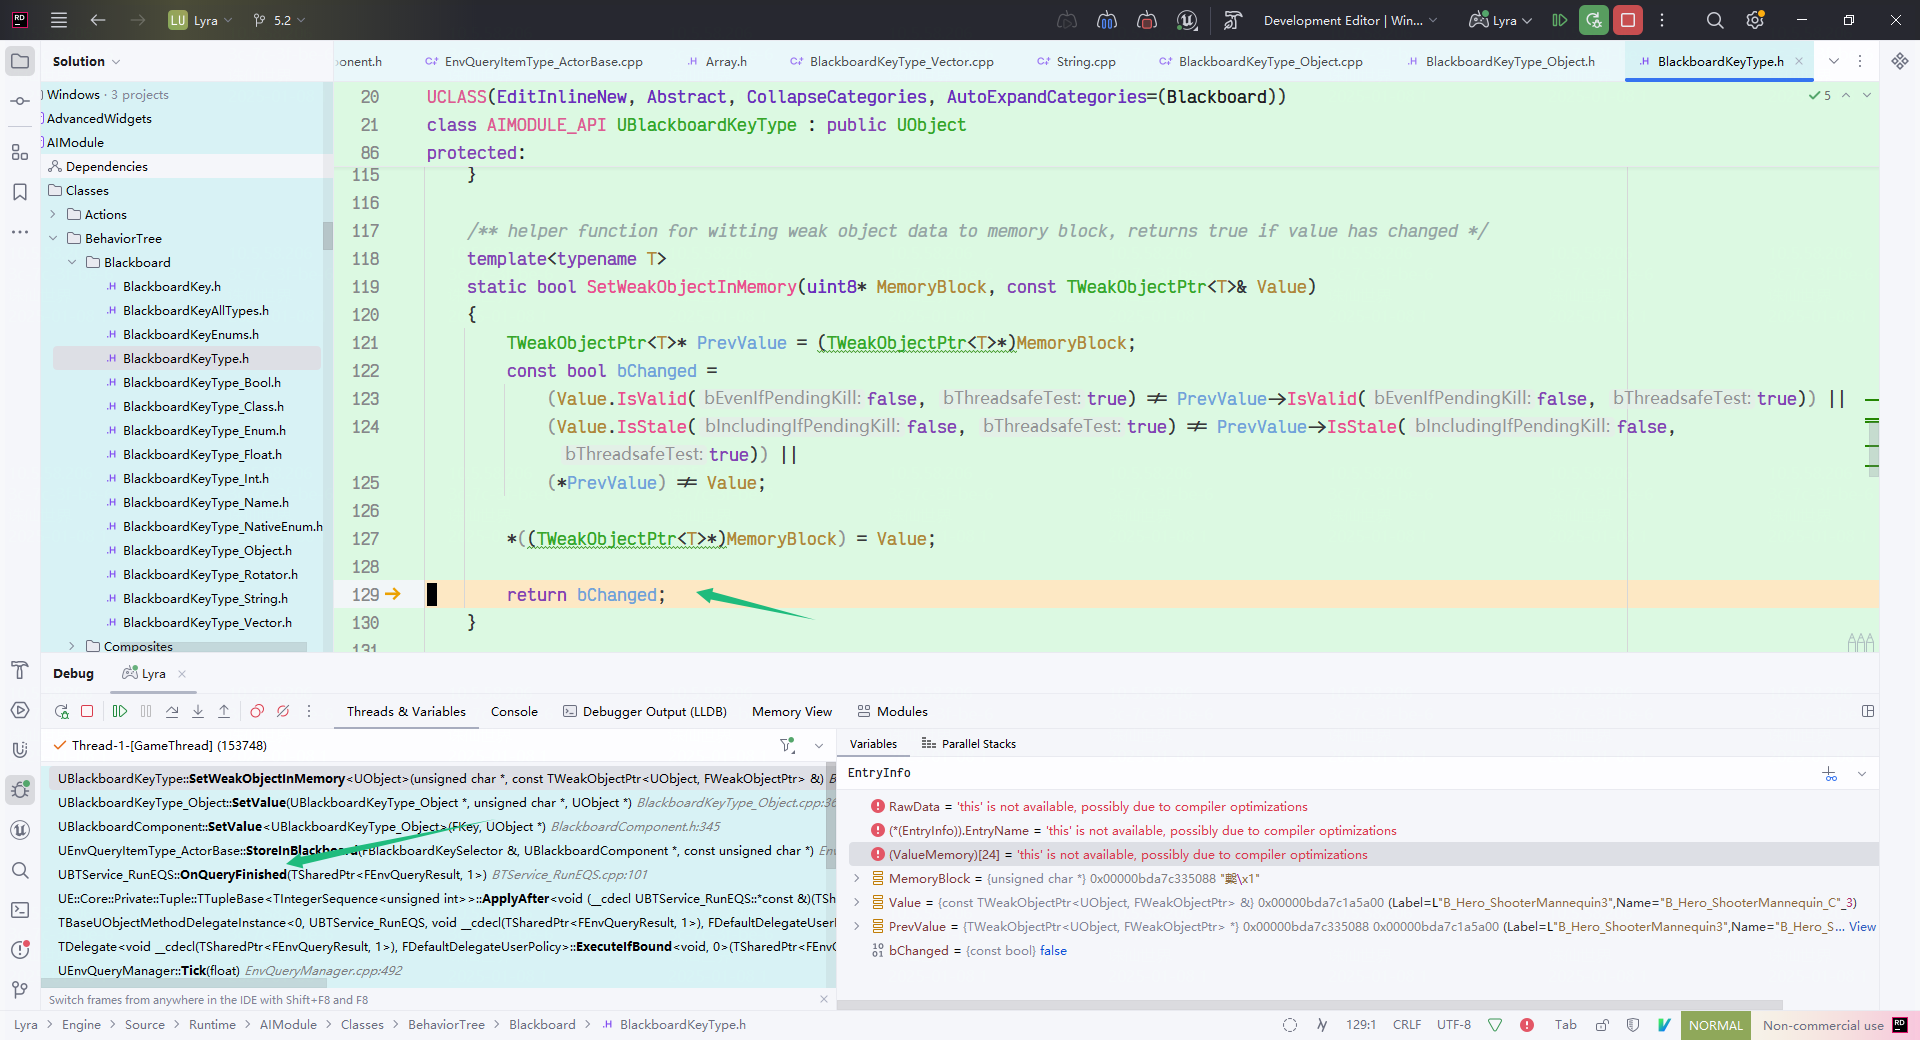 LU Lyra
5.2
Development Editor | Win...
Lyra
Solution
Windows · 3 projects
AdvancedWidgets
AIModule
Dependencies
Classes
Actions
BehaviorTree
Blackboard
BlackboardKey.h
BlackboardKeyAllTypes.h
BlackboardKeyEnums.h
BlackboardKeyType.h
BlackboardKeyType_Bool.h
BlackboardKeyType_Class.h
BlackboardKeyType_Enum.h
BlackboardKeyType_Float.h
BlackboardKeyType_Int.h
BlackboardKeyType_Name.h
BlackboardKeyType_NativeEnum.h
BlackboardKeyType_Object.h
BlackboardKeyType_Rotator.h
BlackboardKeyType_String.h
BlackboardKeyType_Vector.h
Composites
onent.h
EnvQueryItemType_ActorBase.cpp
Array.h
BlackboardKeyType_Vector.cpp
String.cpp
BlackboardKeyType_Object.cpp
BlackboardKeyType_Object.h
BlackboardKeyType.h
5
20 UCLASS(EditInlineNew, Abstract, CollapseCategories, AutoExpandCategories=(Blackboard))
21 class AIMODULE_API UBlackboardKeyType : public UObject
86 protected:
115 }
116
117 /** helper function for witting weak object data to memory block, returns true if value has changed */
118 template<typename T>
119 static bool SetWeakObjectInMemory(uint8* MemoryBlock, const TWeakObjectPtr<T>& Value)
120 {
121 TWeakObjectPtr<T>* PrevValue = (TWeakObjectPtr<T>*)MemoryBlock;
122 const bool bChanged =
123 (Value.IsValid( bEvenIfPendingKill: false, bThreadsafeTest: true) != PrevValue->IsValid( bEvenIfPendingKill: false, bThreadsafeTest: true)) ||
124 (Value.IsStale( bIncludingIfPendingKill: false, bThreadsafeTest: true) != PrevValue->IsStale( bIncludingIfPendingKill: false,
bThreadsafeTest: true)) ||
125 (*PrevValue) != Value;
126
127 *((TWeakObjectPtr<T>*)MemoryBlock) = Value;
128
129 return bChanged;
130 }
131
Debug
Lyra
Threads & Variables
Console
Debugger Output (LLDB)
Memory View
Modules
Thread-1-[GameThread] (153748)
UBlackboardKeyType::SetWeakObjectInMemory<UObject>(unsigned char *, const TWeakObjectPtr<UObject, FWeakObjectPtr> &) B
UBlackboardKeyType_Object::SetValue(UBlackboardKeyType_Object *, unsigned char *, UObject *) BlackboardKeyType_Object.cpp:36
UBlackboardComponent::SetValue<UBlackboardKeyType_Object>(FKey, UObject *) BlackboardComponent.h:345
UEnvQueryItemType_ActorBase::StoreInBlackboard(FBlackboardKeySelector &, UBlackboardComponent *, const unsigned char *) En
UBTService_RunEQS::OnQueryFinished(TSharedPtr<FEnvQueryResult, 1>) BTService_RunEQS.cpp:101
UE::Core::Private::Tuple::TTupleBase<TIntegerSequence<unsigned int>>::ApplyAfter<void (__cdecl UBTService_RunEQS::*const &)(TSh
TBaseUObjectMethodDelegateInstance<0, UBTService_RunEQS, void __cdecl(TSharedPtr<FEnvQueryResult, 1>), FDefaultDelegateUserP
TDelegate<void __cdecl(TSharedPtr<FEnvQueryResult, 1>), FDefaultDelegateUserPolicy>::ExecuteIfBound<void, 0>(TSharedPtr<FEnvQ
UEnvQueryManager::Tick(float) EnvQueryManager.cpp:492
Switch frames from anywhere in the IDE with Shift+F8 and F8
Variables
Parallel Stacks
EntryInfo
RawData = 'this' is not available, possibly due to compiler optimizations
(*(EntryInfo)).EntryName = 'this' is not available, possibly due to compiler optimizations
(ValueMemory)[24] = 'this' is not available, possibly due to compiler optimizations
MemoryBlock = {unsigned char *} 0x00000bda7c335088
Value = {const TWeakObjectPtr<UObject, FWeakObjectPtr> &} 0x00000bda7c1a5a00 (Label=L"B_Hero_ShooterMannequin3",Name="B_Hero_ShooterMannequin_C"_3)
PrevValue = {TWeakObjectPtr<UObject, FWeakObjectPtr> *} 0x00000bda7c335088 0x00000bda7c1a5a00 (Label=L"B_Hero_ShooterMannequin3",Name="B_Hero_S... View
bChanged = {const bool} false
Lyra > Engine > Source > Runtime > AIModule > Classes > BehaviorTree > Blackboard > .H BlackboardKeyType.h
129:1
CRLF
UTF-8
Tab
NORMAL
Non-commercial use